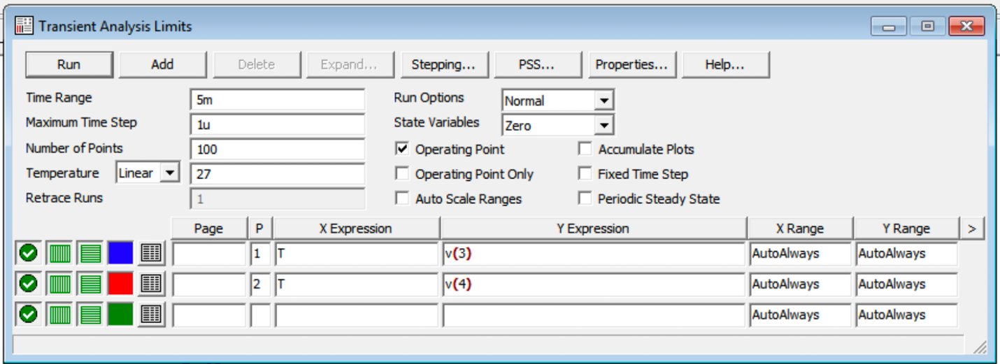 Transient Analysis Limits
Run Add Delete Expand... Stepping... PSS... Properties... Help...
Time Range 5m Run Options Normal
Maximum Time Step 1u State Variables Zero
Number of Points 100 Operating Point Accumulate Plots
Temperature Linear 27 Operating Point Only Fixed Time Step
Retrace Runs 1 Auto Scale Ranges Periodic Steady State
Page P X Expression Y Expression X Range Y Range >
1 T v(3) AutoAlways AutoAlways
2 T v(4) AutoAlways AutoAlways
AutoAlways AutoAlways